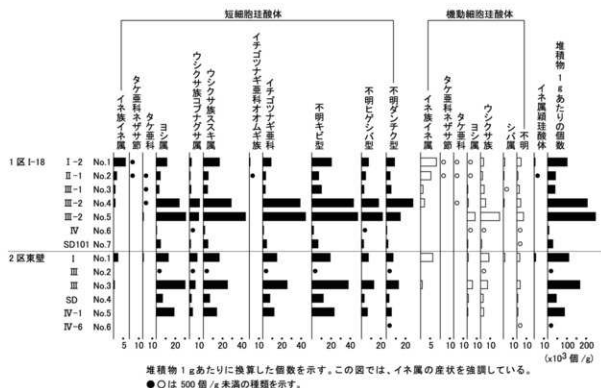 短細胞珪酸体 機動細胞珪酸体
イネ族イネ属
タケ亜科ネザサ節
タケ亜科
ヨシ属
ウシクサ族コブナグサ属
ウシクサ族ススキ属
イチゴツナギ亜科オオムギ族
イチゴツナギ亜科
不明キビ型
不明ヒゲシバ型
不明ダンチク型
イネ族イネ属
タケ亜科ネザサ節
タケ亜科
ヨシ属
ウシクサ族
シバ属
不明
イネ属穎珪酸体
堆積物1gあたりの個数
1区Ⅰ-18 Ⅰ-2 No.1
Ⅱ-1 No.2
Ⅲ-1 No.3
Ⅲ-2 No.4
Ⅲ-2 No.5
Ⅳ No.6
SD101 No.7
2区東壁 Ⅰ No.1
Ⅲ No.2
Ⅲ No.3
SD No.4
Ⅳ-1 No.5
Ⅳ-6 No.6
5 10 10 20 10 20 40 10 20 40 20 40 10 10 20 5 10 10 10 10 10 10 10 100 200
(x10³ 個/g)
堆積物1gあたりに換算した個数を示す。この図では、イネ属の産状を強調している。
●○は500個/g未満の種類を示す。